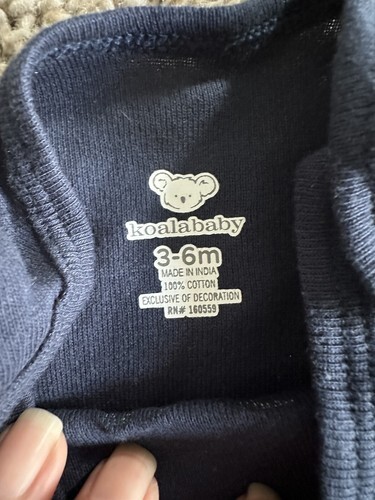 koalababy
3-6m
MADE IN INDIA
100% COTTON
EXCLUSIVE OF DECORATION
RN# 160559